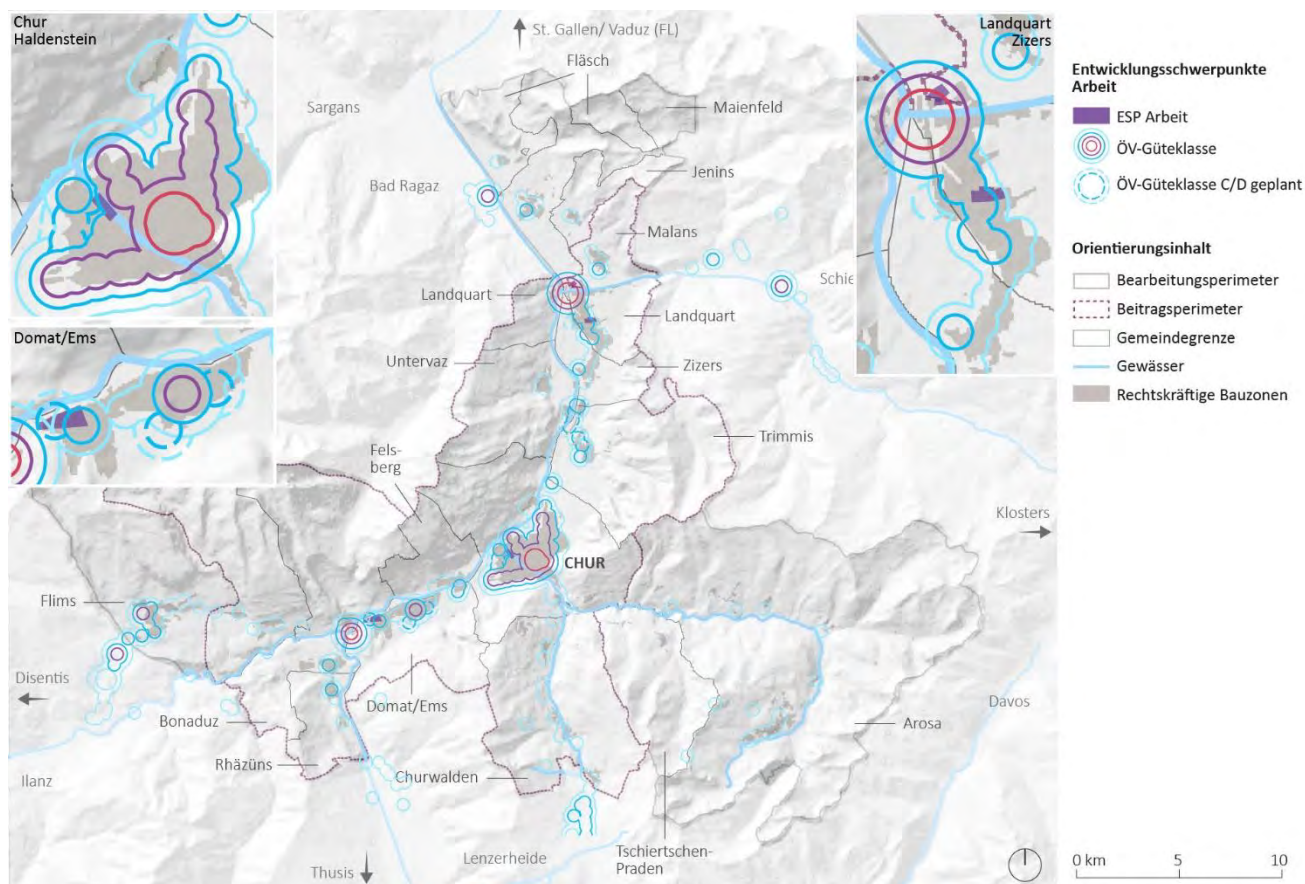 Chur
Haldenstein
St. Gallen/ Vaduz (FL)
Fläsch
Sargans
Maienfeld
Bad Ragaz
Jenins
Malans
Landquart
Schie
Landquart
Untervaz
Zizers
Trimmis
Fels-
berg
Klosters
CHUR
Flims
Disentis
Domat/Ems
Davos
Bonaduz
Arosa
Rhäzüns
Ilanz
Churwalden
Tschiertschen-
Praden
Lenzerheide
Thusis
Domat/Ems
Landquart
Zizers
Entwicklungsschwerpunkte
Arbeit
ESP Arbeit
ÖV-Güteklasse
ÖV-Güteklasse C/D geplant
Orientierungsinhalt
Bearbeitungsperimeter
Beitragsperimeter
Gemeindegrenze
Gewässer
Rechtskräftige Bauzonen
0 km 5 10